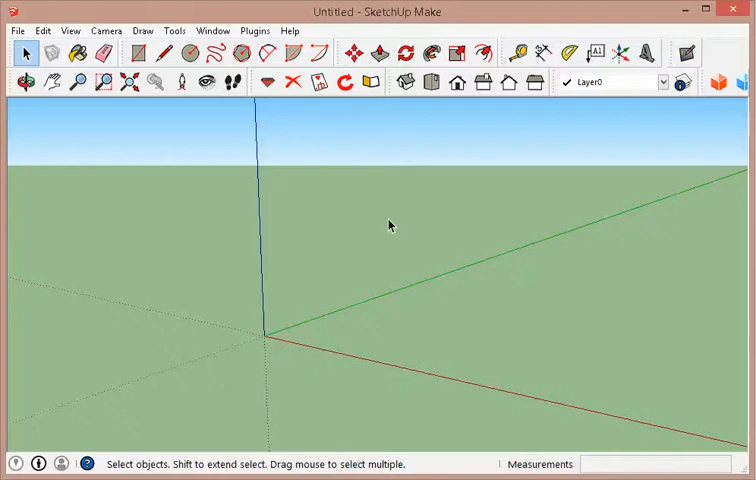 Untitled - SketchUp Make
File Edit View Camera Draw Tools Window Plugins Help
A1
Layer0
Select objects. Shift to extend select. Drag mouse to select multiple. Measurements